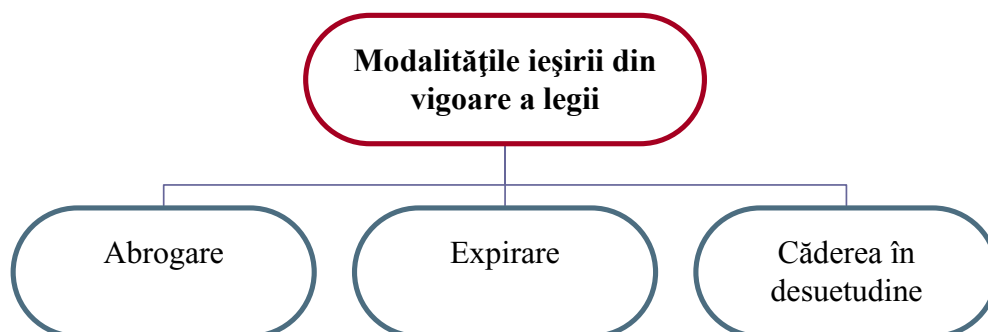 Modalităţile ieşirii din
vigoare a legii
Abrogare
Expirare
Căderea în
desuetudine